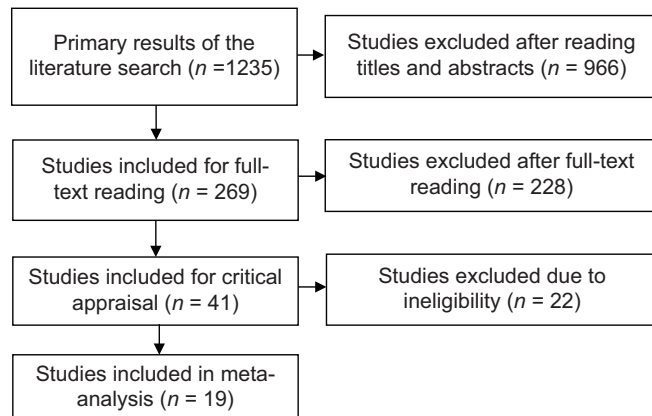 Primary results of the
literature search (n =1235)
Studies excluded after reading
titles and abstracts (n = 966)
Studies included for full-
text reading (n = 269)
Studies excluded after full-text
reading (n = 228)
Studies included for critical
appraisal (n = 41)
Studies excluded due to
ineligibility (n = 22)
Studies included in meta-
analysis (n = 19)